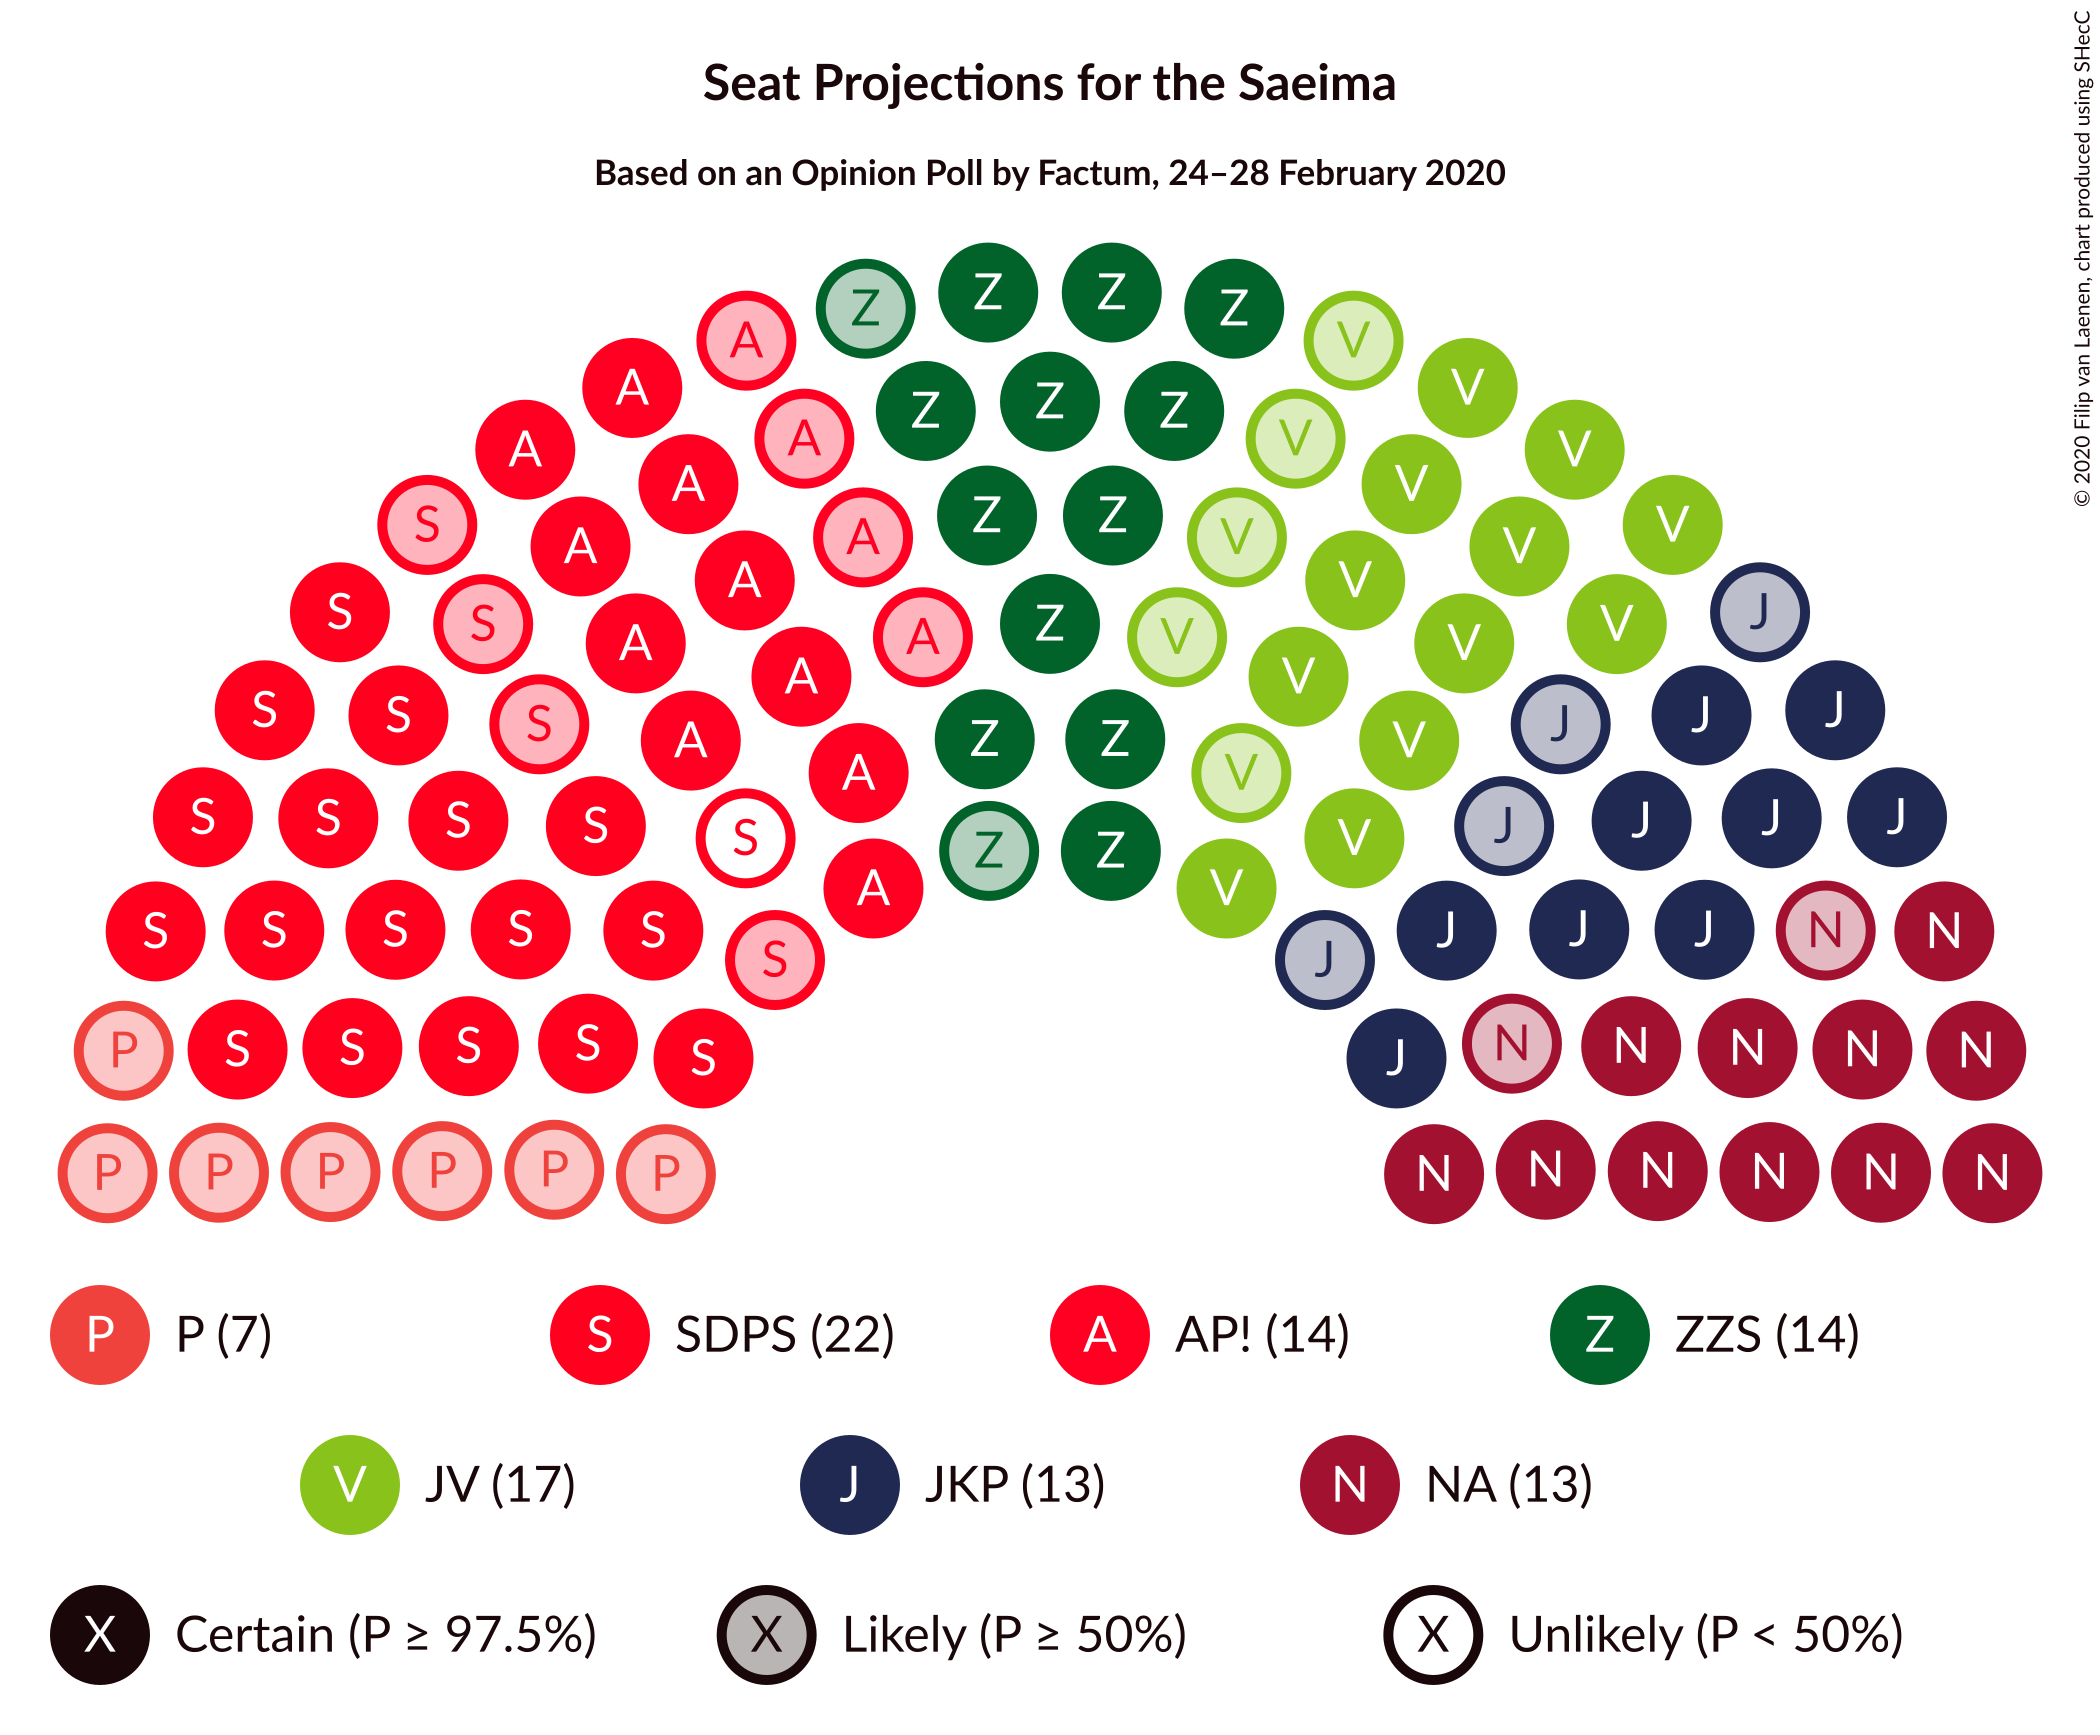 Seat Projections for the Saeima
Based on an Opinion Poll by Factum, 24–28 February 2020
© 2020 Filip van Laenen, chart produced using SHecC
Z Z Z Z
A V
A Z Z Z V V
A A V V
A A Z Z V V
S A V V V
S A A A Z V V V V J
S A V
S S S A Z Z V V J J J
S S S S S A V V J J J J
S A Z Z V
S S S S S S J J J J N N
P S S S S S J N N N N N
P P P P P P N N N N N N
P P (7) S SDPS (22) A AP! (14) Z ZZS (14)
V JV (17) J JKP (13) N NA (13)
X Certain (P ≥ 97.5%) X Likely (P ≥ 50%) X Unlikely (P < 50%)